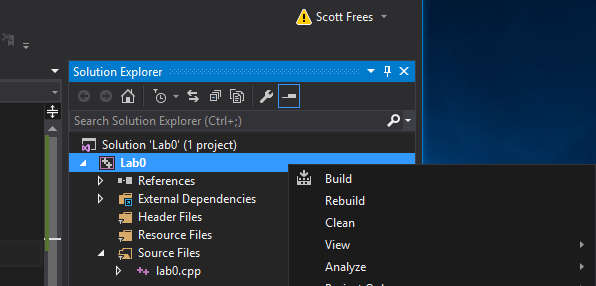 Scott Frees
Solution Explorer
Search Solution Explorer (Ctrl+;)
Solution 'Lab0' (1 project)
Lab0
References
External Dependencies
Header Files
Resource Files
Source Files
lab0.cpp
Build
Rebuild
Clean
View
Analyze